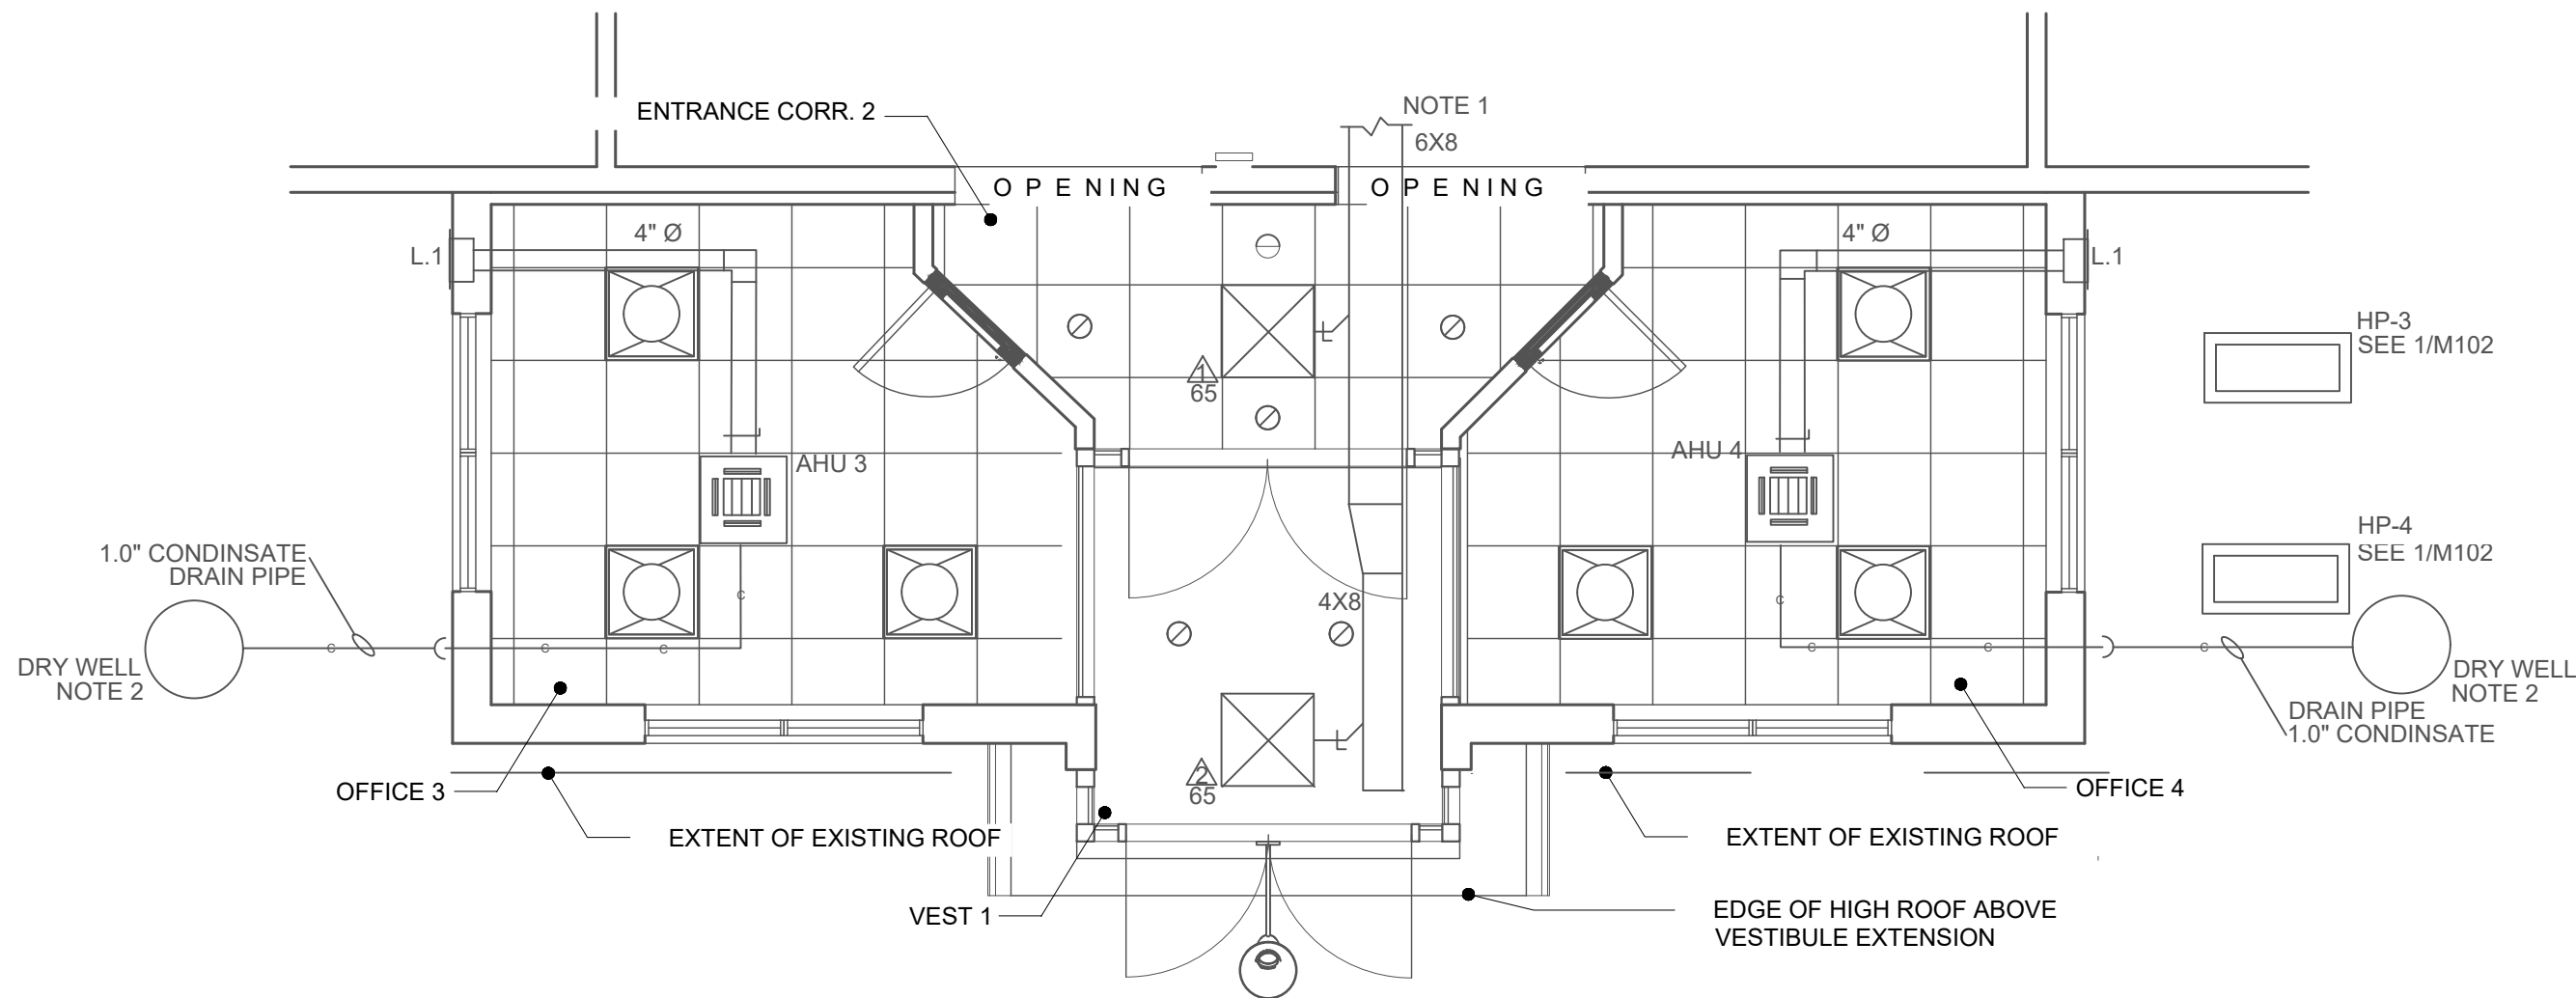 NOTE 1
ENTRANCE CORR. 2
6X8
OPENING
OPENING
4" Ø
4" Ø
L.1
L.1
HP-3
SEE 1/M102
1
65
AHU 3
AHU 4
HP-4
SEE 1/M102
1.0" CONDINSATE
DRAIN PIPE
c
c
4X8
c
c
c
c
c
c
DRY WELL
NOTE 2
DRY WELL
NOTE 2
DRAIN PIPE
1.0" CONDINSATE
2
65
OFFICE 3
OFFICE 4
EXTENT OF EXISTING ROOF
EXTENT OF EXISTING ROOF
VEST 1
EDGE OF HIGH ROOF ABOVE
VESTIBULE EXTENSION